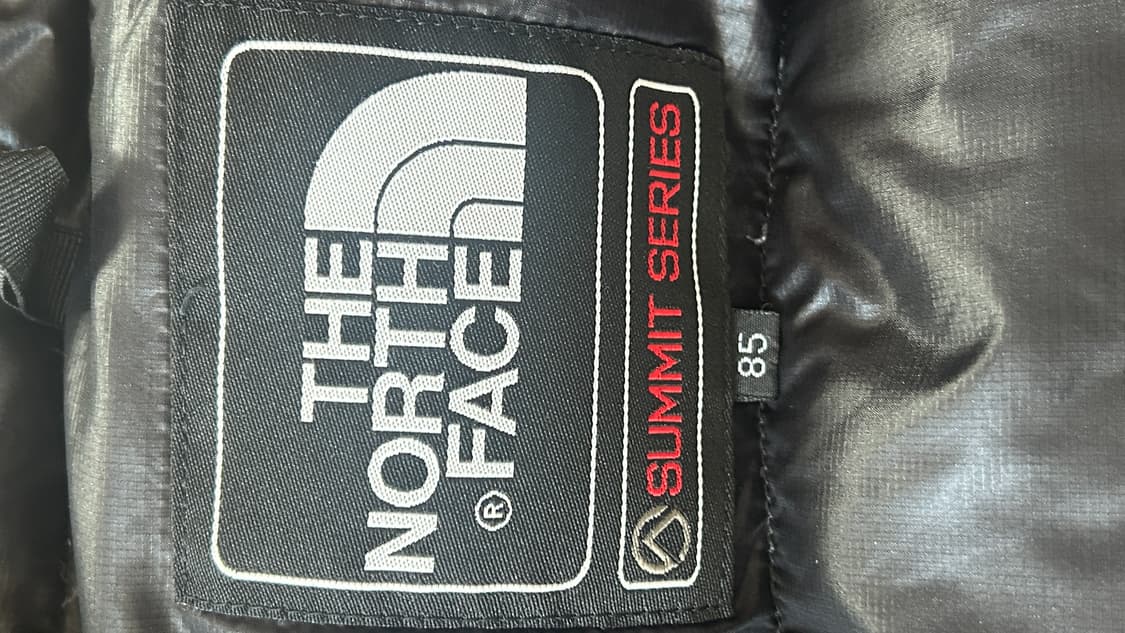 THE
NORTH
FACE
®
SUMMIT SERIES
85